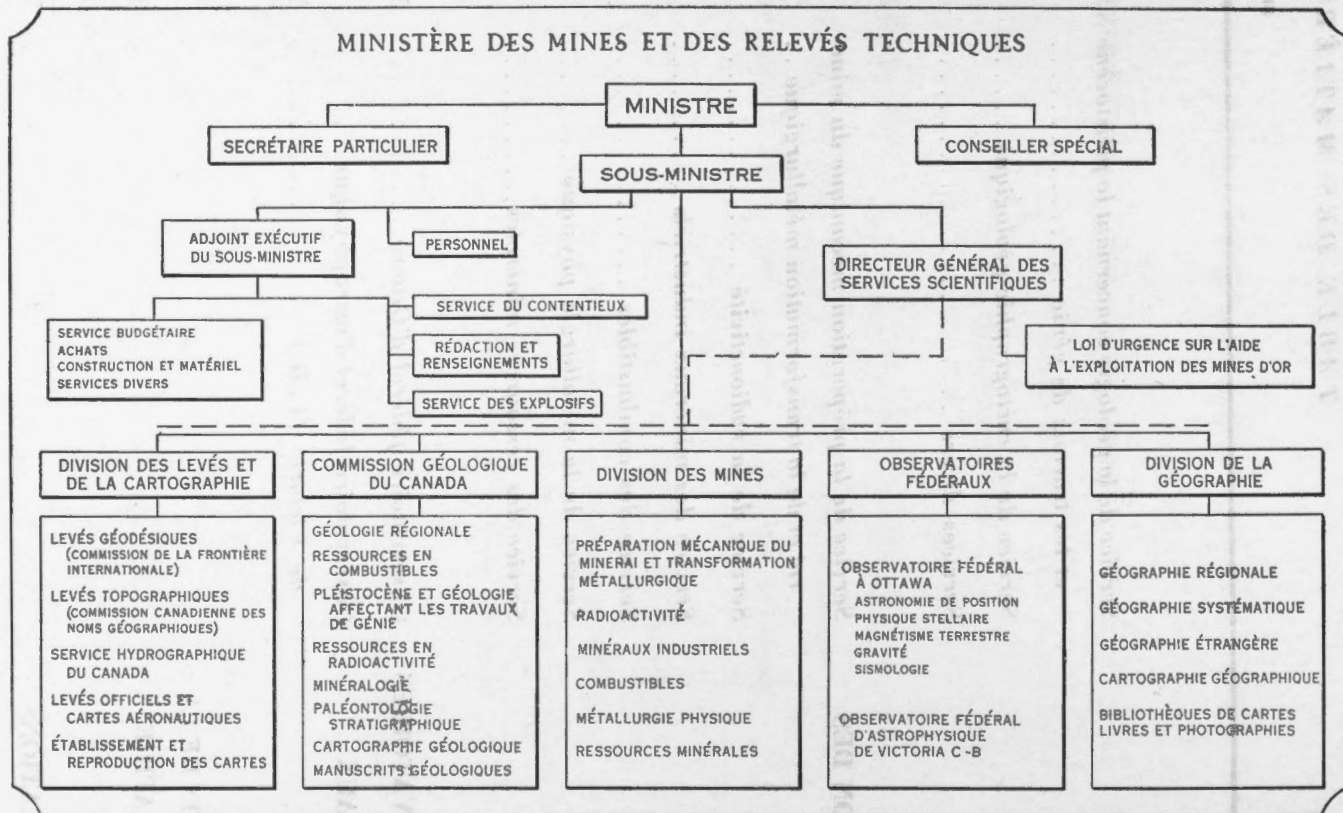 MINISTÈRE DES MINES ET DES RELEVÉS TECHNIQUES
MINISTRE
SECRÉTAIRE PARTICULIER
CONSEILLER SPÉCIAL
SOUS-MINISTRE
ADJOINT EXÉCUTIF
DU SOUS-MINISTRE
PERSONNEL
DIRECTEUR GÉNÉRAL DES
SERVICES SCIENTIFIQUES
SERVICE BUDGÉTAIRE
ACHATS
CONSTRUCTION ET MATÉRIEL
SERVICES DIVERS
SERVICE DU CONTENTIEUX
RÉDACTION ET
RENSEIGNEMENTS
SERVICE DES EXPLOSIFS
LOI D'URGENCE SUR L'AIDE
À L'EXPLOITATION DES MINES D'OR
DIVISION DES LEVÉS ET
DE LA CARTOGRAPHIE
LEVÉS GÉODÉSIQUES
(COMMISSION DE LA FRONTIÈRE
INTERNATIONALE)
LEVÉS TOPOGRAPHIQUES
(COMMISSION CANADIENNE DES
NOMS GÉOGRAPHIQUES)
SERVICE HYDROGRAPHIQUE
DU CANADA
LEVÉS OFFICIELS ET
CARTES AÉRONAUTIQUES
ÉTABLISSEMENT ET
REPRODUCTION DES CARTES
COMMISSION GÉOLOGIQUE
DU CANADA
GÉOLOGIE RÉGIONALE
RESSOURCES EN
COMBUSTIBLES
PLÉISTOCÈNE ET GÉOLOGIE
AFFECTANT LES TRAVAUX
DE GÉNIE
RESSOURCES EN
RADIOACTIVITÉ
MINÉRALOGIE
PALÉONTOLOGIE
STRATIGRAPHIQUE
CARTOGRAPHIE GÉOLOGIQUE
MANUSCRITS GÉOLOGIQUES
DIVISION DES MINES
PRÉPARATION MÉCANIQUE DU
MINERAI ET TRANSFORMATION
MÉTALLURGIQUE
RADIOACTIVITÉ
MINÉRAUX INDUSTRIELS
COMBUSTIBLES
MÉTALLURGIE PHYSIQUE
RESSOURCES MINÉRALES
OBSERVATOIRES
FÉDÉRAUX
OBSERVATOIRE FÉDÉRAL
À OTTAWA
ASTRONOMIE DE POSITION
PHYSIQUE STELLAIRE
MAGNÉTISME TERRESTRE
GRAVITÉ
SISMOLOGIE
OBSERVATOIRE FÉDÉRAL
D'ASTROPHYSIQUE
DE VICTORIA C-B
DIVISION DE LA
GÉOGRAPHIE
GÉOGRAPHIE RÉGIONALE
GÉOGRAPHIE SYSTÉMATIQUE
GÉOGRAPHIE ÉTRANGÈRE
CARTOGRAPHIE GÉOGRAPHIQUE
BIBLIOTHÈQUES DE CARTES
LIVRES ET PHOTOGRAPHIES